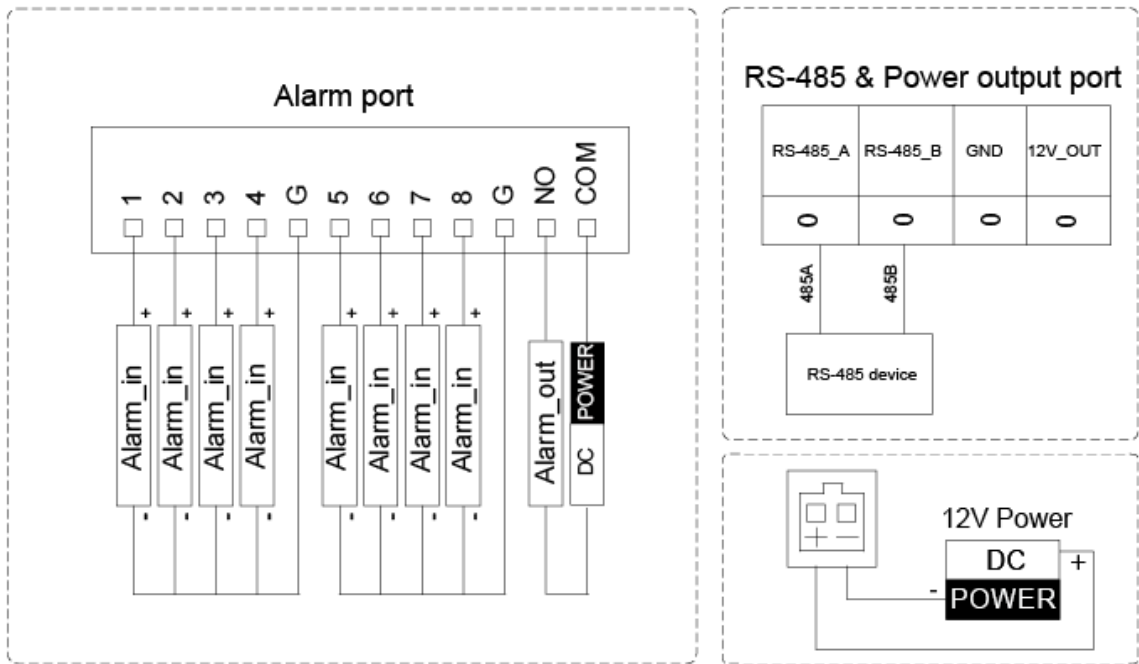 Alarm port
1 2 3 4 G 5 6 7 8 G NO COM
+ + + + + + + +
Alarm_in Alarm_in Alarm_in Alarm_in Alarm_in Alarm_in Alarm_in Alarm_in Alarm_out DC POWER
- - - - - - - -
RS-485 & Power output port
RS-485_A RS-485_B GND 12V_OUT
0 0 0 0
485A 485B
RS-485 device
12V Power
+ −
DC +
- POWER